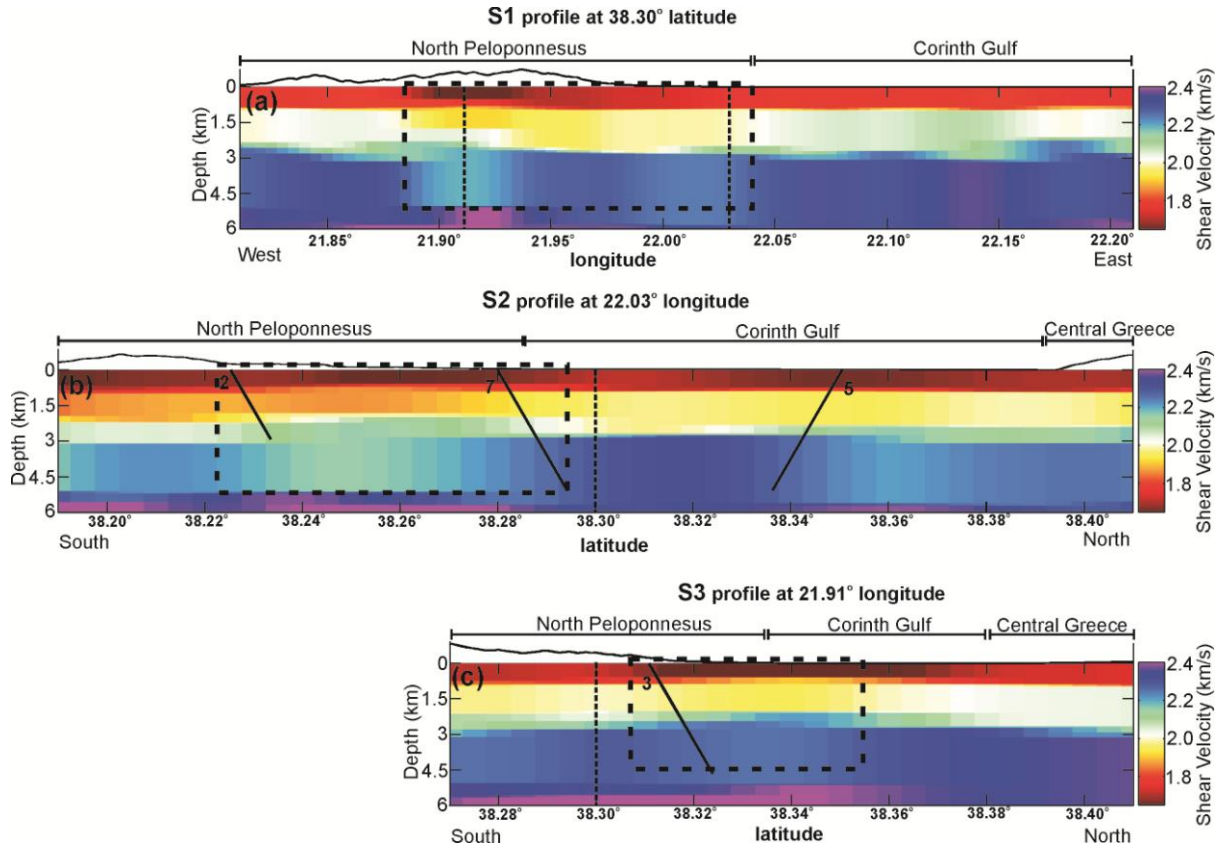 S1 profile at 38.30° latitude
North Peloponnesus Corinth Gulf
(a)
0
1.5
3
4.5
6
Depth (km)
21.85° 21.90° 21.95° 22.00° 22.05° 22.10° 22.15° 22.20°
West longitude East
2.4
2.2
2.0
1.8
Shear Velocity (km/s)
S2 profile at 22.03° longitude
North Peloponnesus Corinth Gulf Central Greece
(b)
2 7 5
0
1.5
3
4.5
6
Depth (km)
38.20° 38.22° 38.24° 38.26° 38.28° 38.30° 38.32° 38.34° 38.36° 38.38° 38.40°
South latitude North
2.4
2.2
2.0
1.8
Shear Velocity (km/s)
S3 profile at 21.91° longitude
North Peloponnesus Corinth Gulf Central Greece
(c)
3
0
1.5
3
4.5
6
Depth (km)
38.28° 38.30° 38.32° 38.34° 38.36° 38.38° 38.40°
South latitude North
2.4
2.2
2.0
1.8
Shear Velocity (km/s)